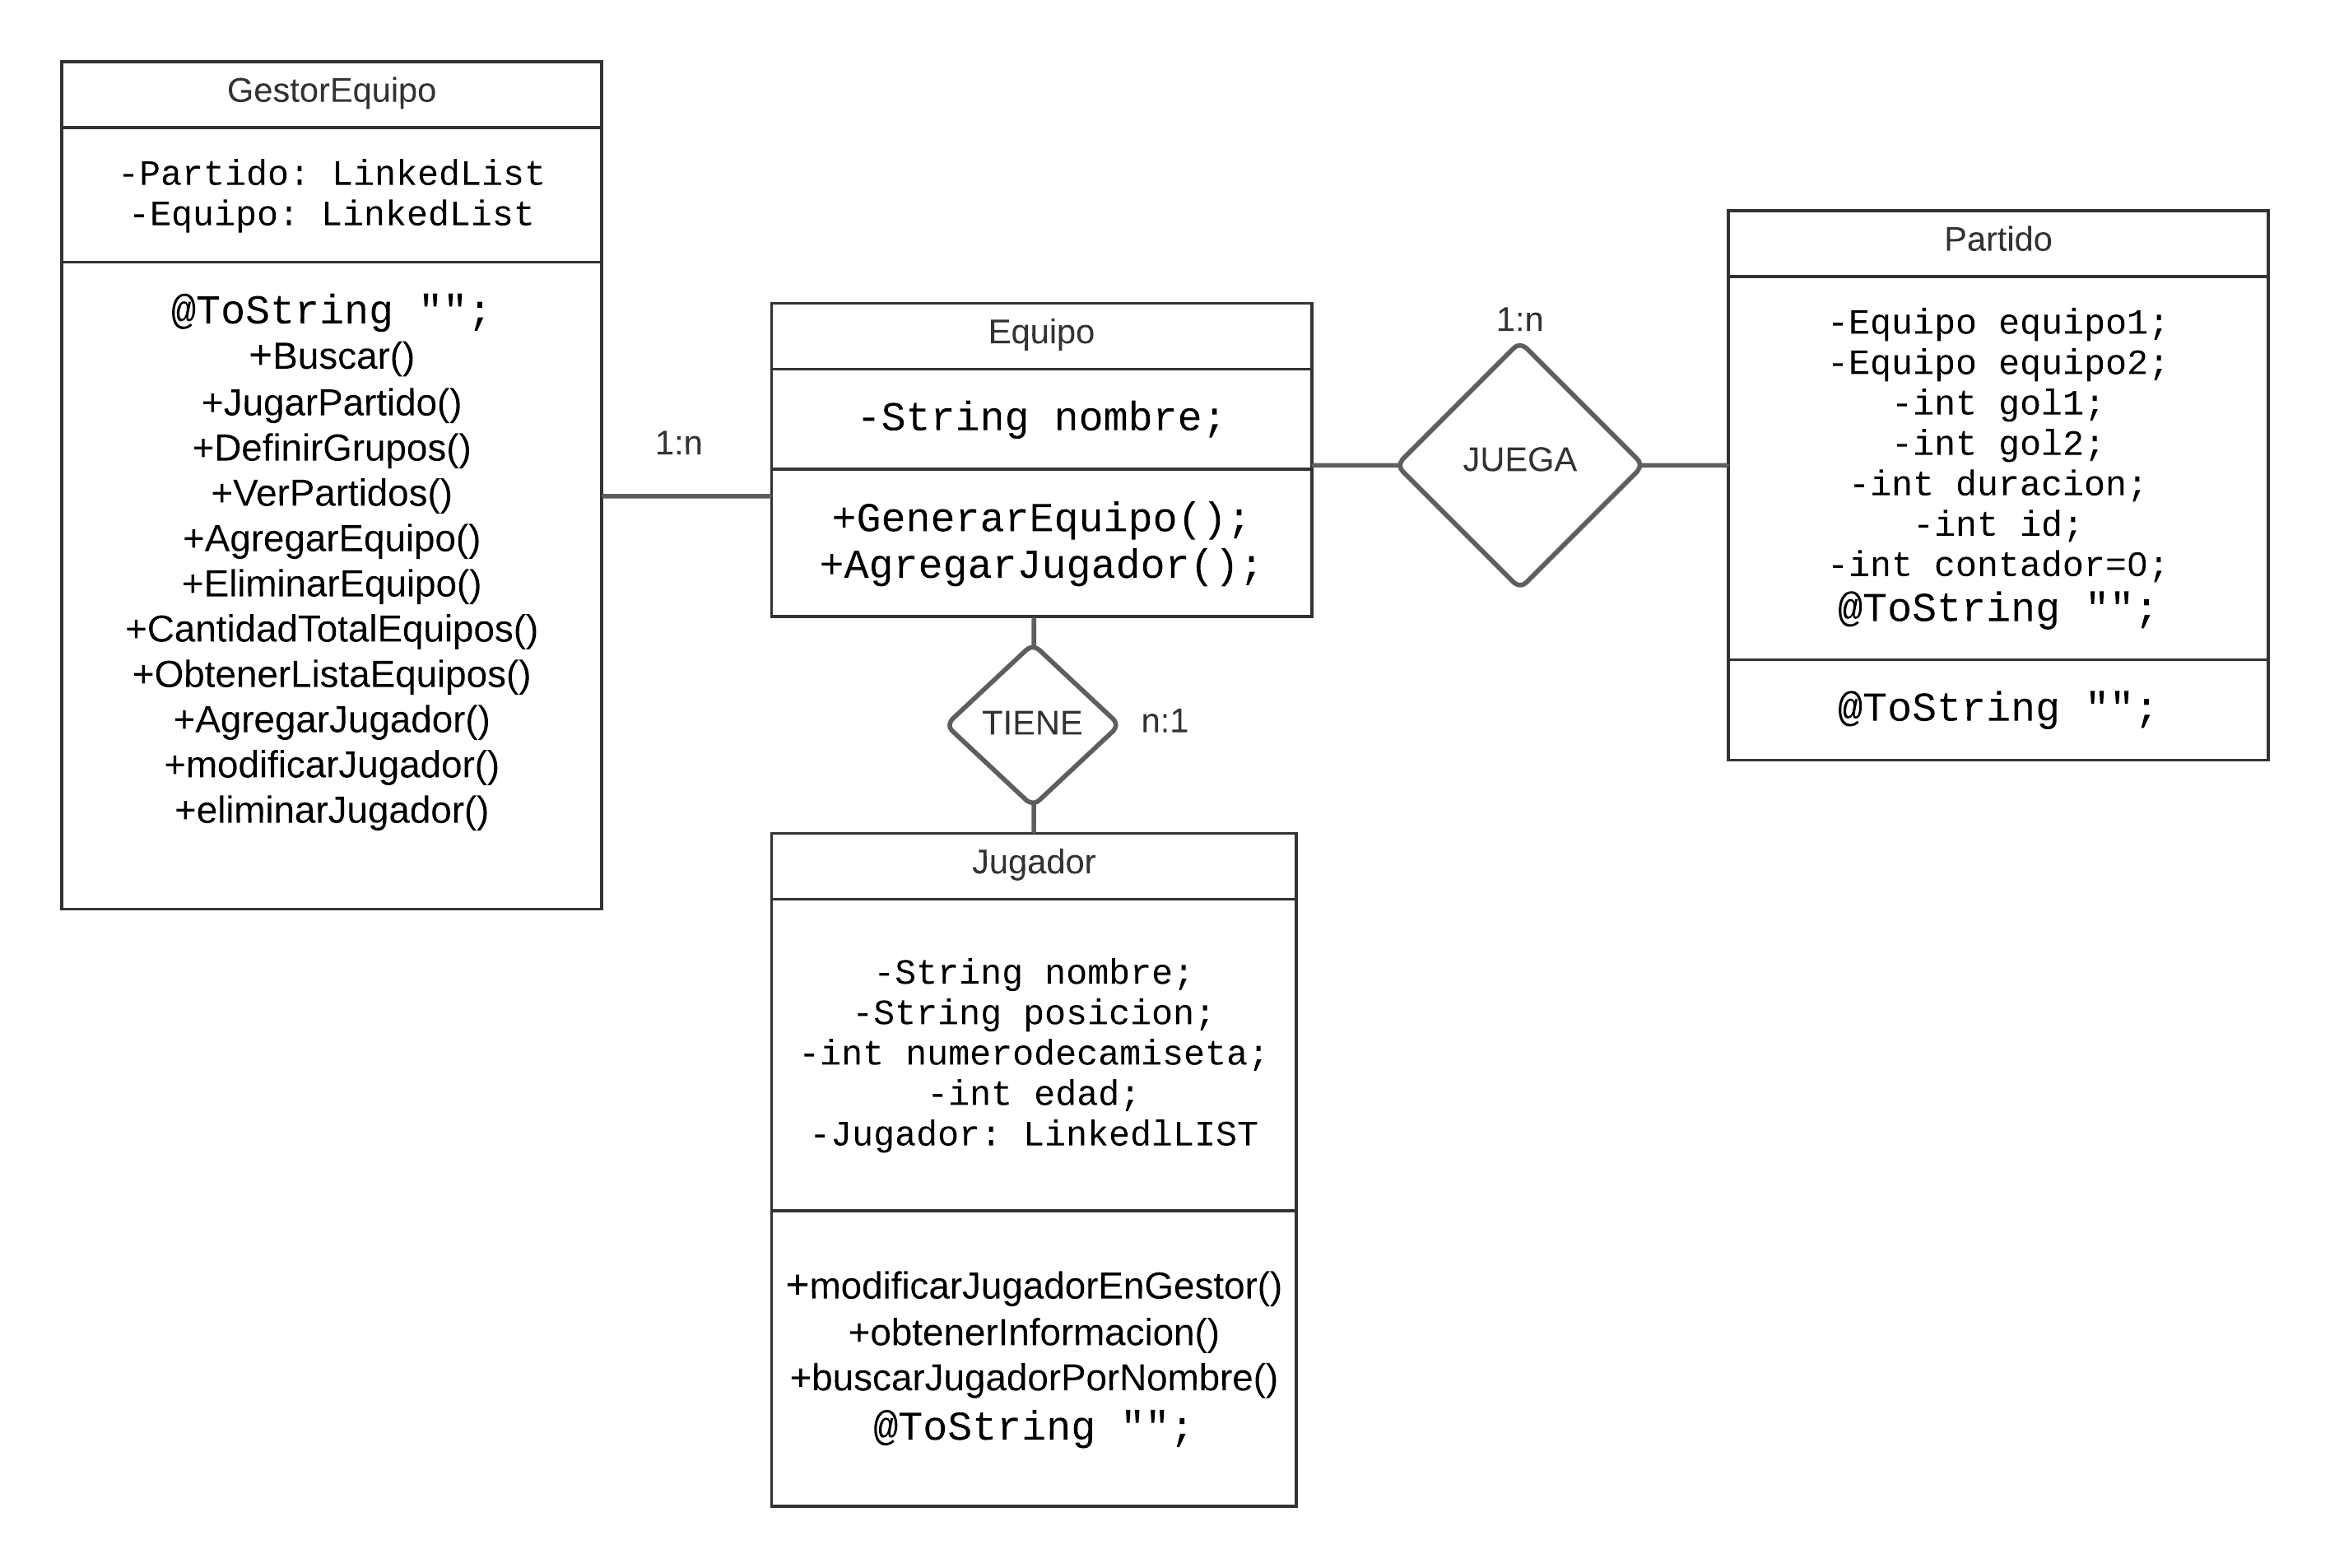 GestorEquipo
-Partido: LinkedList
-Equipo: LinkedList
@ToString "";
+Buscar()
+JugarPartido()
+DefinirGrupos()
+VerPartidos()
+AgregarEquipo()
+EliminarEquipo()
+CantidadTotalEquipos()
+ObtenerListaEquipos()
+AgregarJugador()
+modificarJugador()
+eliminarJugador()
1:n
Equipo
-String nombre;
+GenerarEquipo();
+AgregarJugador();
1:n
JUEGA
Partido
-Equipo equipo1;
-Equipo equipo2;
-int gol1;
-int gol2;
-int duracion;
-int id;
-int contador=0;
@ToString "";
@ToString "";
TIENE
n:1
Jugador
-String nombre;
-String posicion;
-int numerodecamiseta;
-int edad;
-Jugador: LinkedlLIST
+modificarJugadorEnGestor()
+obtenerInformacion()
+buscarJugadorPorNombre()
@ToString "";